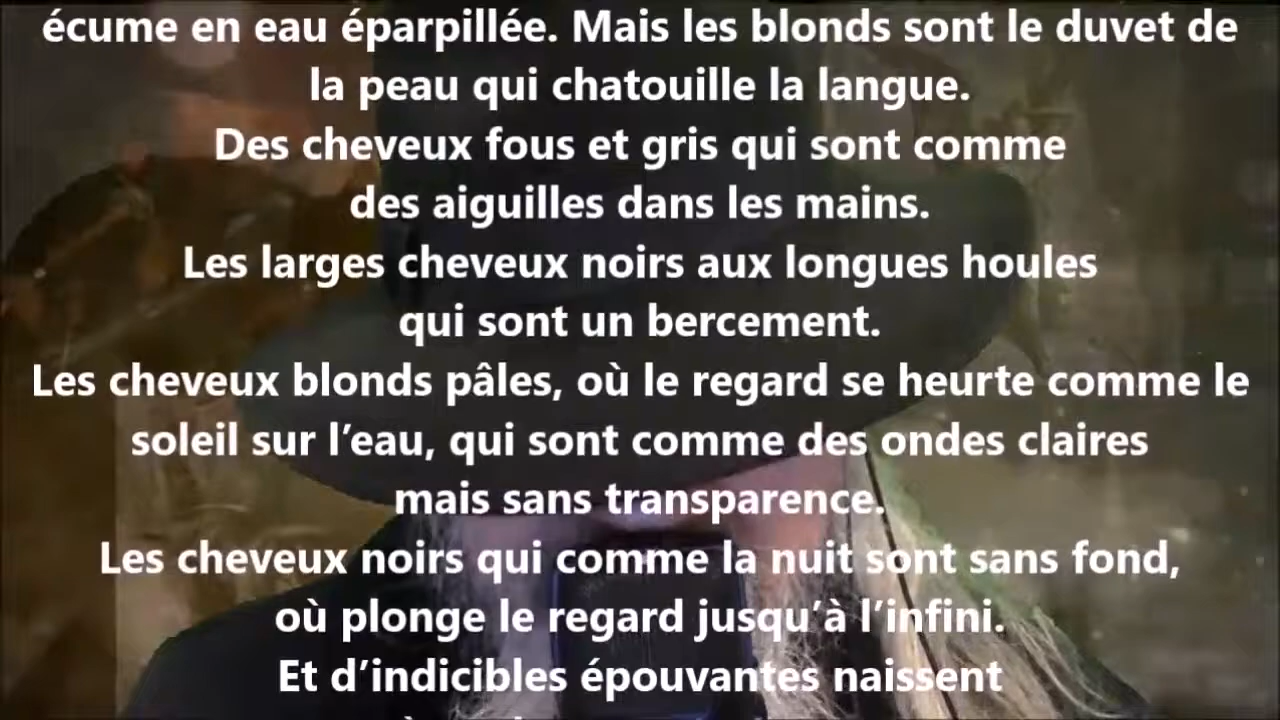 écume en eau éparpillée. Mais les blonds sont le duvet de
la peau qui chatouille la langue.
Des cheveux fous et gris qui sont comme
des aiguilles dans les mains.
Les larges cheveux noirs aux longues houles
qui sont un bercement.
Les cheveux blonds pâles, où le regard se heurte comme le
soleil sur l’eau, qui sont comme des ondes claires
mais sans transparence.
Les cheveux noirs qui comme la nuit sont sans fond,
où plonge le regard jusqu’à l’infini.
Et d’indicibles épouvantes naissent